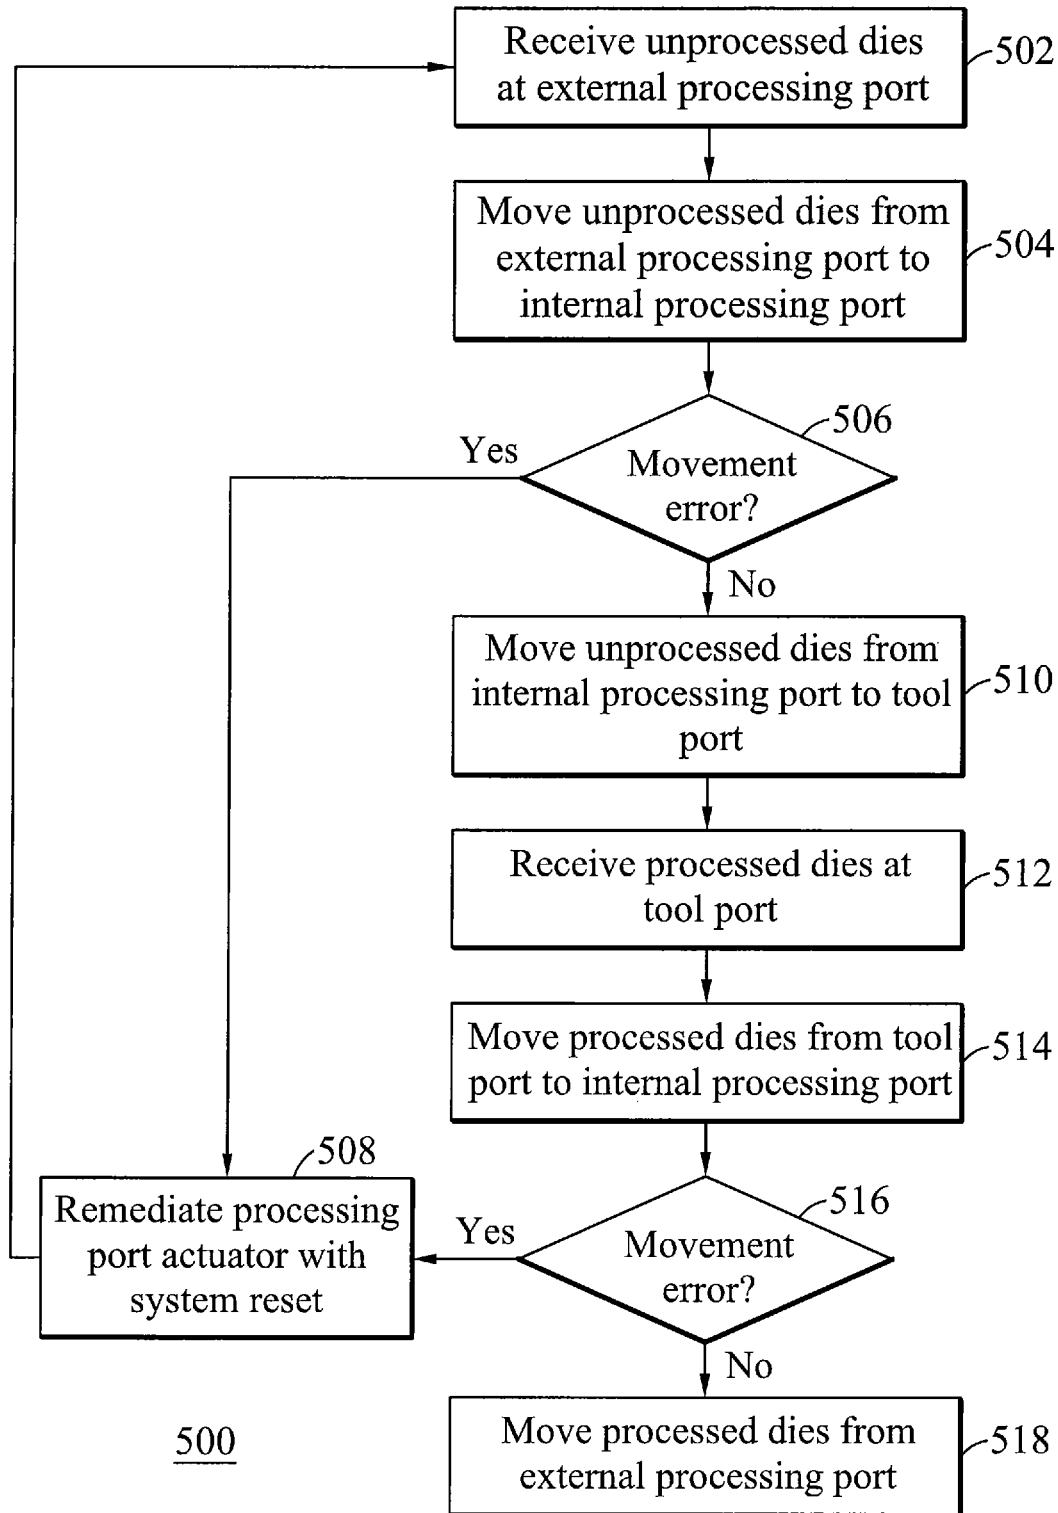 Receive unprocessed dies
at external processing port
502
Move unprocessed dies from
external processing port to
internal processing port
504
506
Yes
Movement
error?
No
Move unprocessed dies from
internal processing port to tool
port
510
Receive processed dies at
tool port
512
Move processed dies from tool
port to internal processing port
514
508
Remediate processing
port actuator with
system reset
516
Yes
Movement
error?
No
Move processed dies from
external processing port
518
500